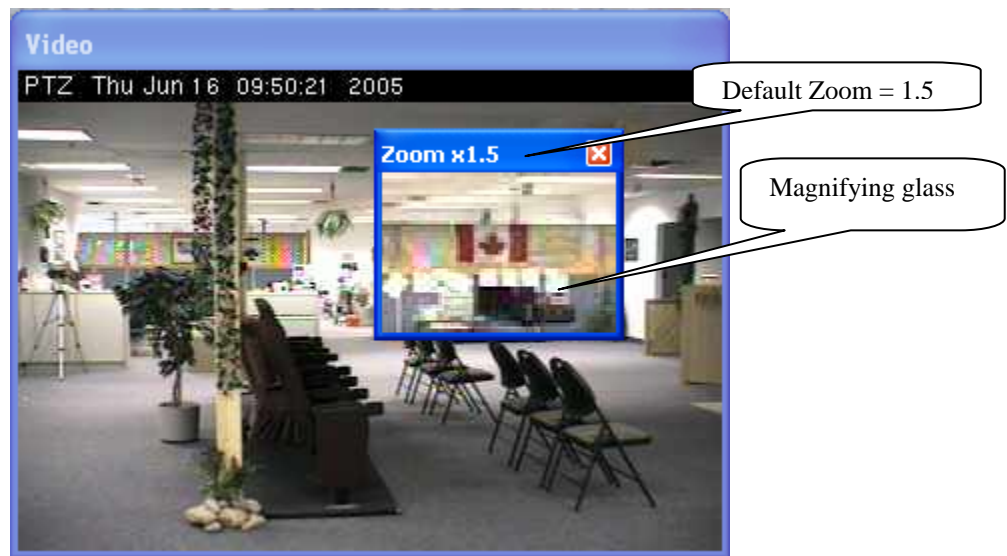 Video
PTZ Thu Jun 16 09:50:21 2005
Default Zoom = 1.5
Zoom x1.5
Magnifying glass